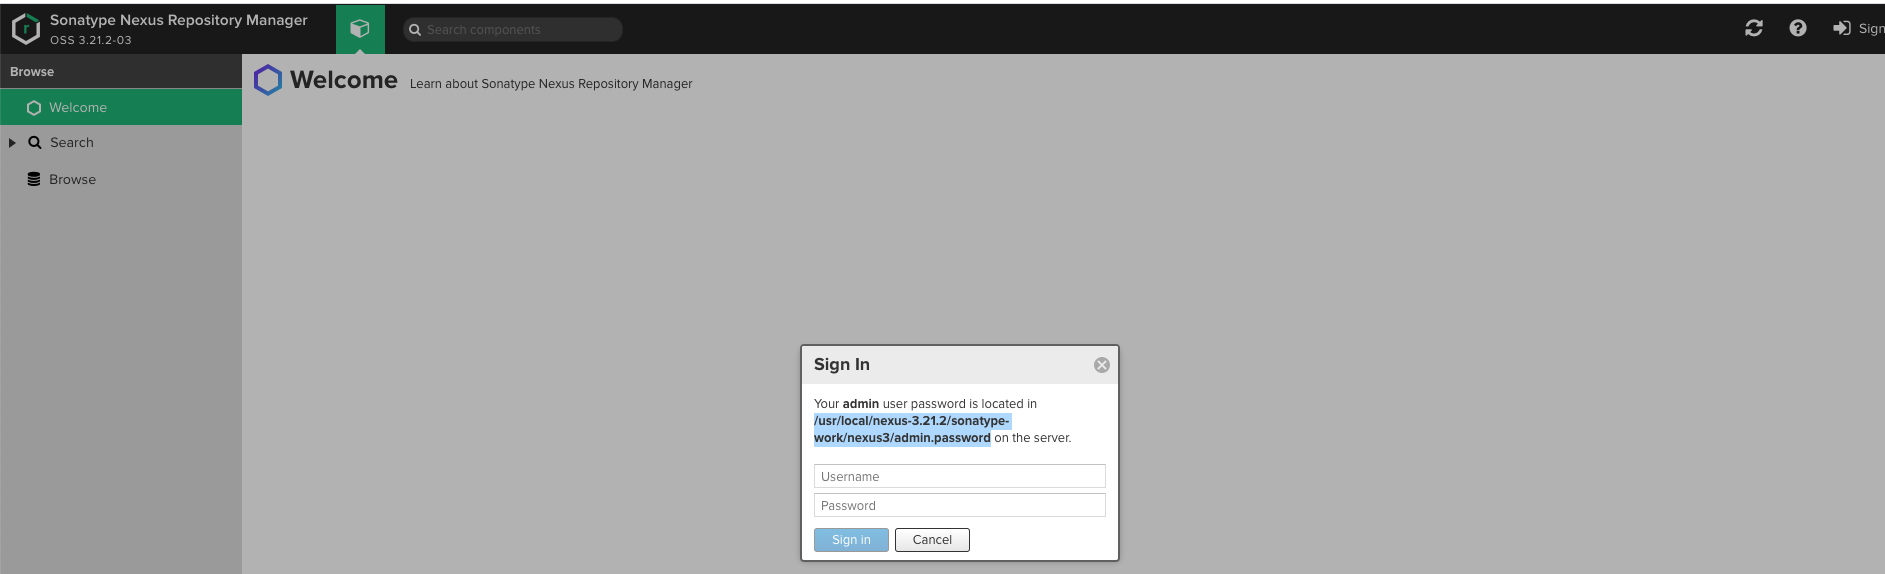 Sonatype Nexus Repository Manager
OSS 3.21.2-03
Search components
Sign
Browse
Welcome
Search
Browse
Welcome Learn about Sonatype Nexus Repository Manager
Sign In
Your admin user password is located in
/usr/local/nexus-3.21.2/sonatype-
work/nexus3/admin.password on the server.
Username
Password
Sign in Cancel